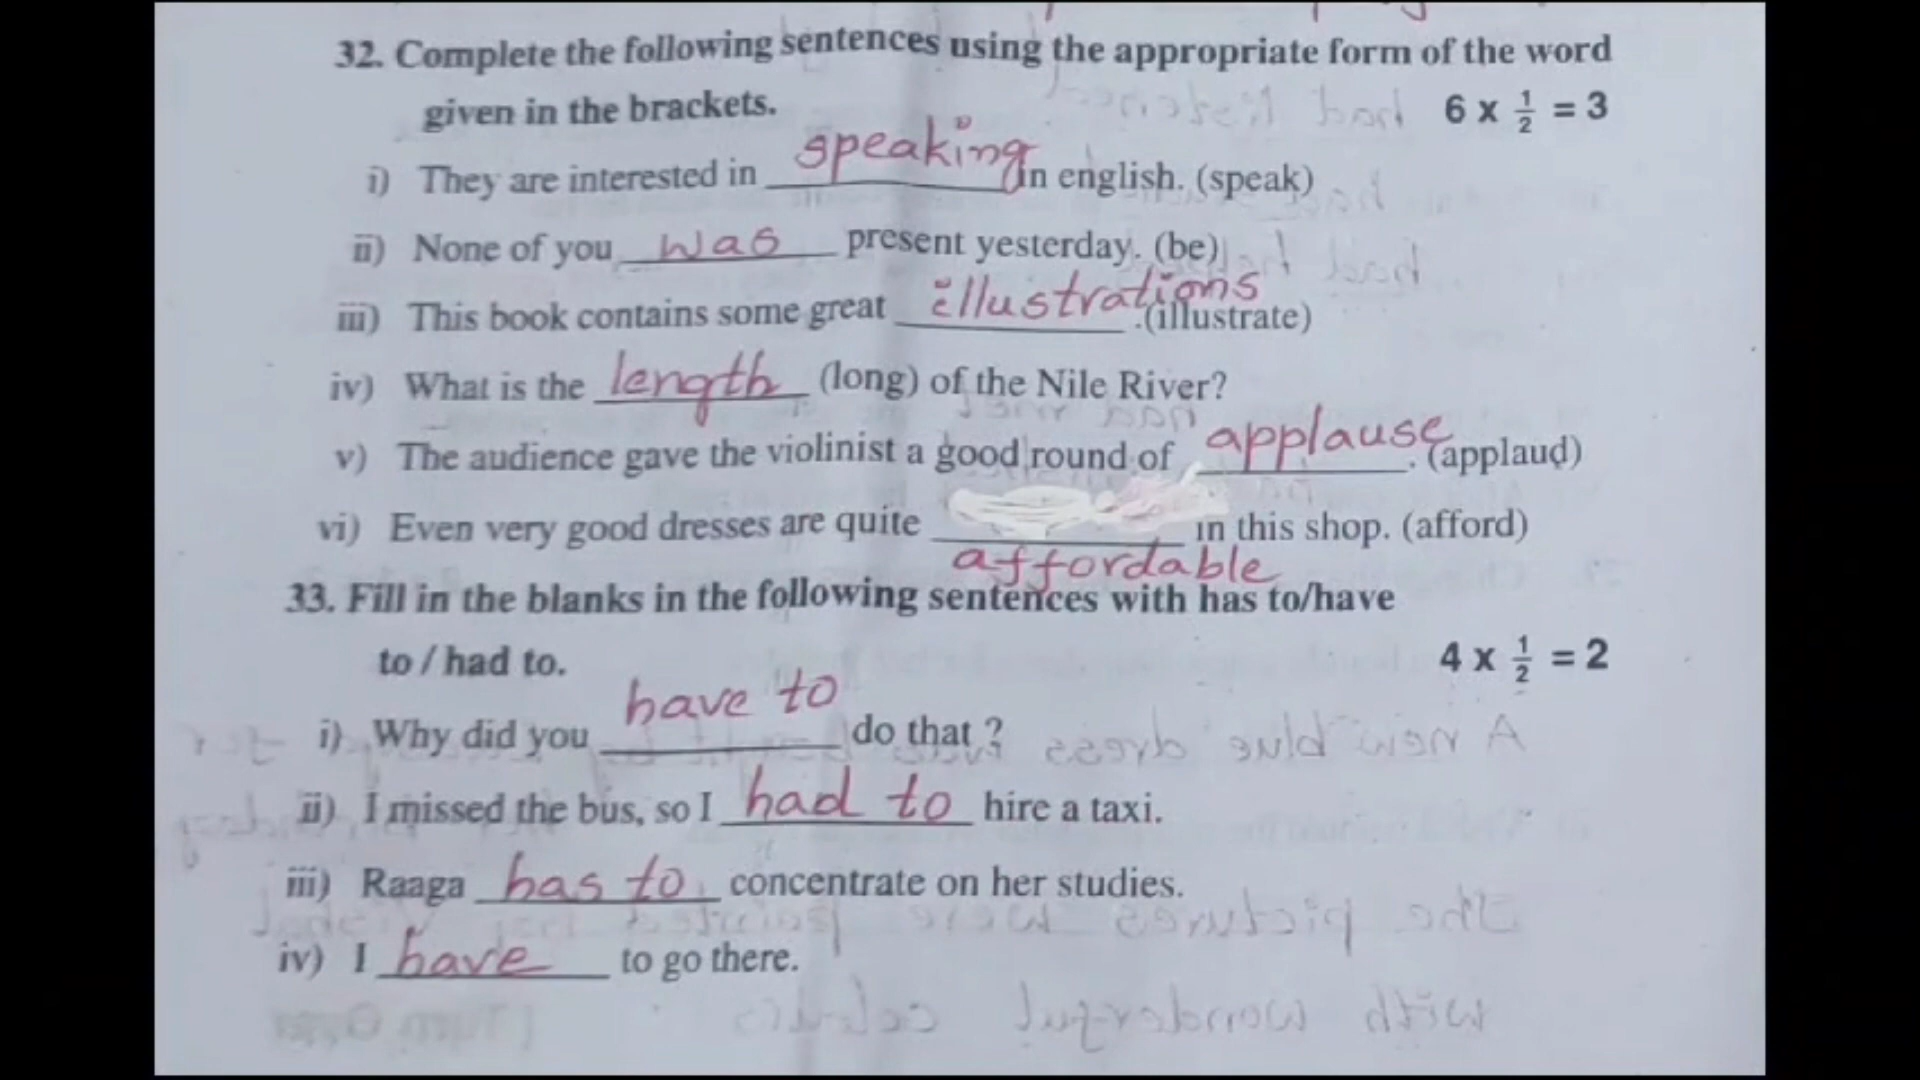 32. Complete the following sentences using the appropriate form of the word
given in the brackets. 6 x 1/2 = 3
i) They are interested in speaking in english. (speak)
ii) None of you was present yesterday. (be)
iii) This book contains some great illustrations .(illustrate)
iv) What is the length (long) of the Nile River?
v) The audience gave the violinist a good round of applause. (applaud)
vi) Even very good dresses are quite affordable in this shop. (afford)
33. Fill in the blanks in the following sentences with has to/have
to / had to. 4 x 1/2 = 2
i) Why did you have to do that ?
ii) I missed the bus, so I had to hire a taxi.
iii) Raaga has to concentrate on her studies.
iv) I have to go there.